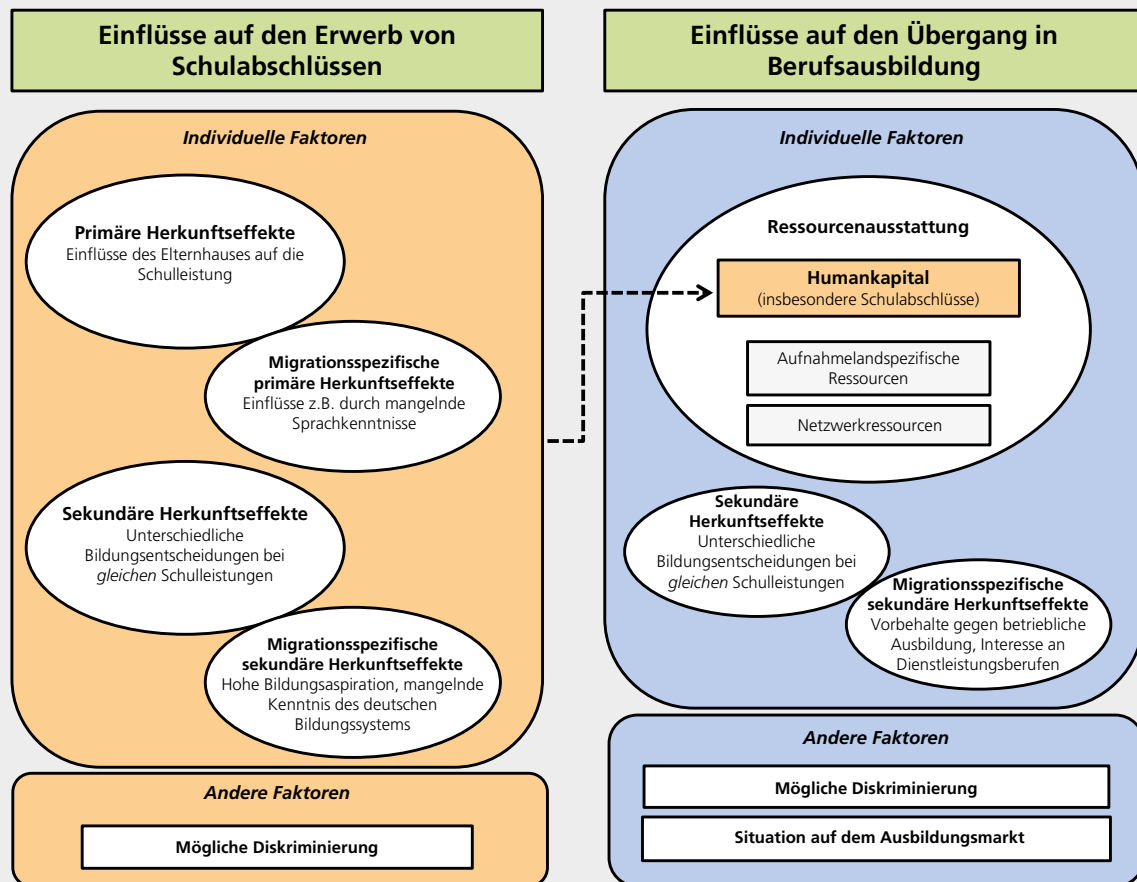 Einflüsse auf den Erwerb von
Schulabschlüssen
Individuelle Faktoren
Primäre Herkunftseffekte
Einflüsse des Elternhauses auf die
Schulleistung
Migrationsspezifische
primäre Herkunftseffekte
Einflüsse z.B. durch mangelnde
Sprachkenntnisse
Sekundäre Herkunftseffekte
Unterschiedliche
Bildungsentscheidungen bei
gleichen Schulleistungen
Migrationsspezifische
sekundäre Herkunftseffekte
Hohe Bildungsaspiration, mangelnde
Kenntnis des deutschen
Bildungssystems
Andere Faktoren
Mögliche Diskriminierung
Einflüsse auf den Übergang in
Berufsausbildung
Individuelle Faktoren
Ressourcenausstattung
Humankapital
(insbesondere Schulabschlüsse)
Aufnahmelandspezifische
Ressourcen
Netzwerkressourcen
Sekundäre
Herkunftseffekte
Unterschiedliche
Bildungsentscheidungen bei
gleichen Schulleistungen
Migrationsspezifische
sekundäre Herkunftseffekte
Vorbehalte gegen betriebliche
Ausbildung, Interesse an
Dienstleistungsberufen
Andere Faktoren
Mögliche Diskriminierung
Situation auf dem Ausbildungsmarkt